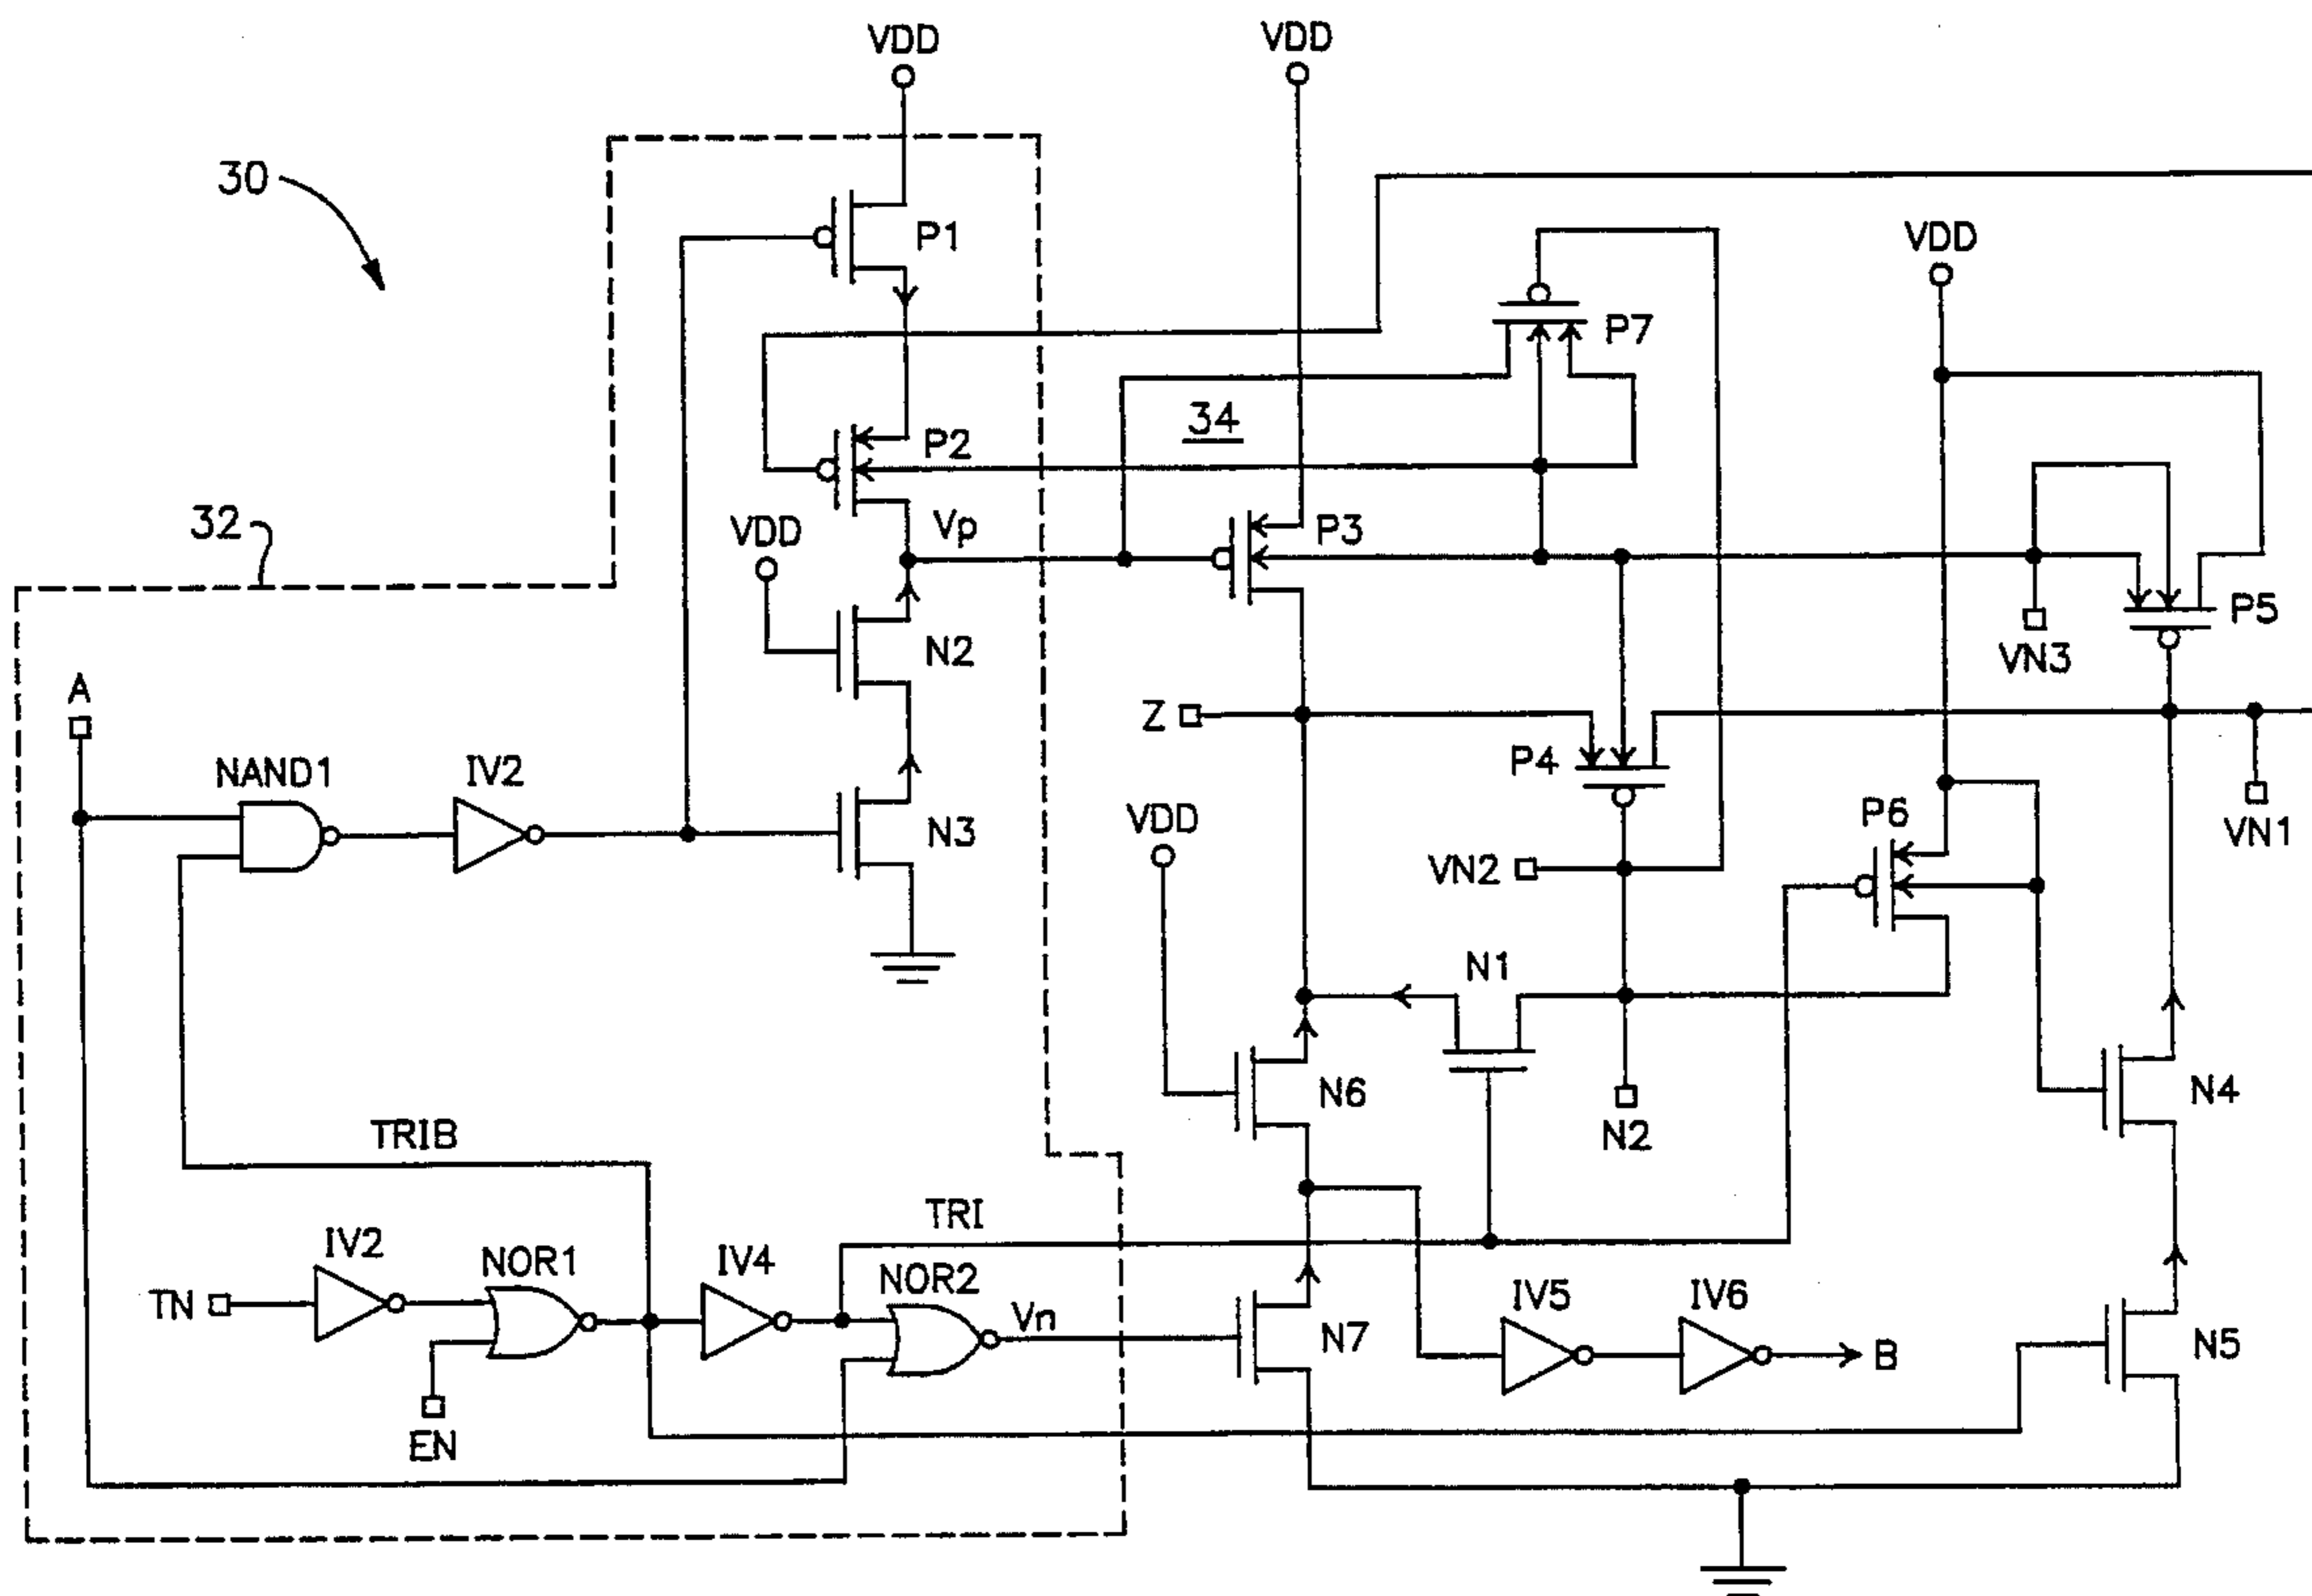 VDD
VDD
30
P1
VDD
P7
34
P2
32
VDD
Vp
P3
P5
VN3
N2
A
Z
P4
NAND1
IV2
VDD
P6
N3
VN1
VN2
N1
N6
N4
N2
TRIB
TRI
IV2
NOR1
IV4
NOR2
IV5
IV6
TN
Vn
N7
N5
B
EN